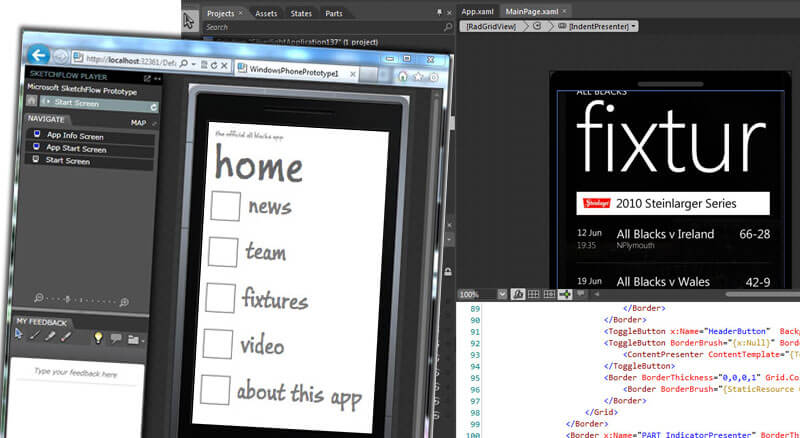 Projects
Assets
States
Parts
Search
"SilverlightApplication137" (1 project)
http://localhost:32361/Defa
WindowsPhonePrototype1
SKETCHFLOW PLAYER
Microsoft SketchFlow Prototype
Start Screen
NAVIGATE
MAP
App Info Screen
App Start Screen
Start Screen
MY FEEDBACK
Type your feedback here
the official all blacks app
home
news
team
fixtures
video
about this app
App.xaml
MainPage.xaml
[RadGridView]
[IndentPresenter]
ALL BLACKS
fixtur
Steinlager
2010 Steinlarger Series
12 Jun All Blacks v Ireland 66-28
19:35 NPlymouth
19 Jun All Blacks v Wales 42-9
100%
89 </Border>
90 </Border>
91 <ToggleButton x:Name="HeaderButton" Backg
92 <ToggleButton BorderBrush="{x:Null}" Borde
93 <ContentPresenter ContentTemplate="{Te
94 </ToggleButton>
95 <Border BorderThickness="0,0,0,1" Grid.Co
96 <Border BorderBrush="{StaticResource
97 </Border>
98 </Grid>
99 </Border>
100 <Border x:Name="PART_IndicatorPresenter" BorderTh